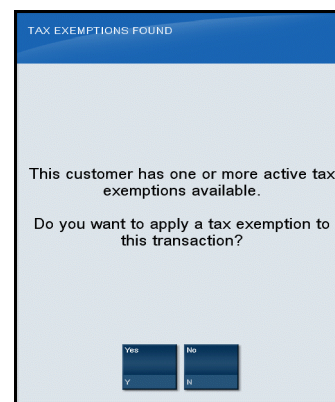 TAX EXEMPTIONS FOUND
This customer has one or more active tax
exemptions available.
Do you want to apply a tax exemption to
this transaction?
Yes No
Y N